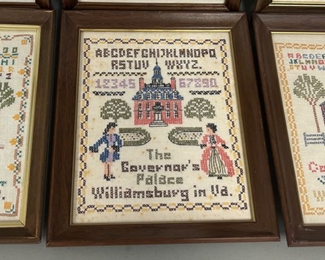 ABCDEFGHIJKLMNOPQ
RSTUV WXYZ.
12345 67890
The
Governor's
Palace
Williamsburg in Va.